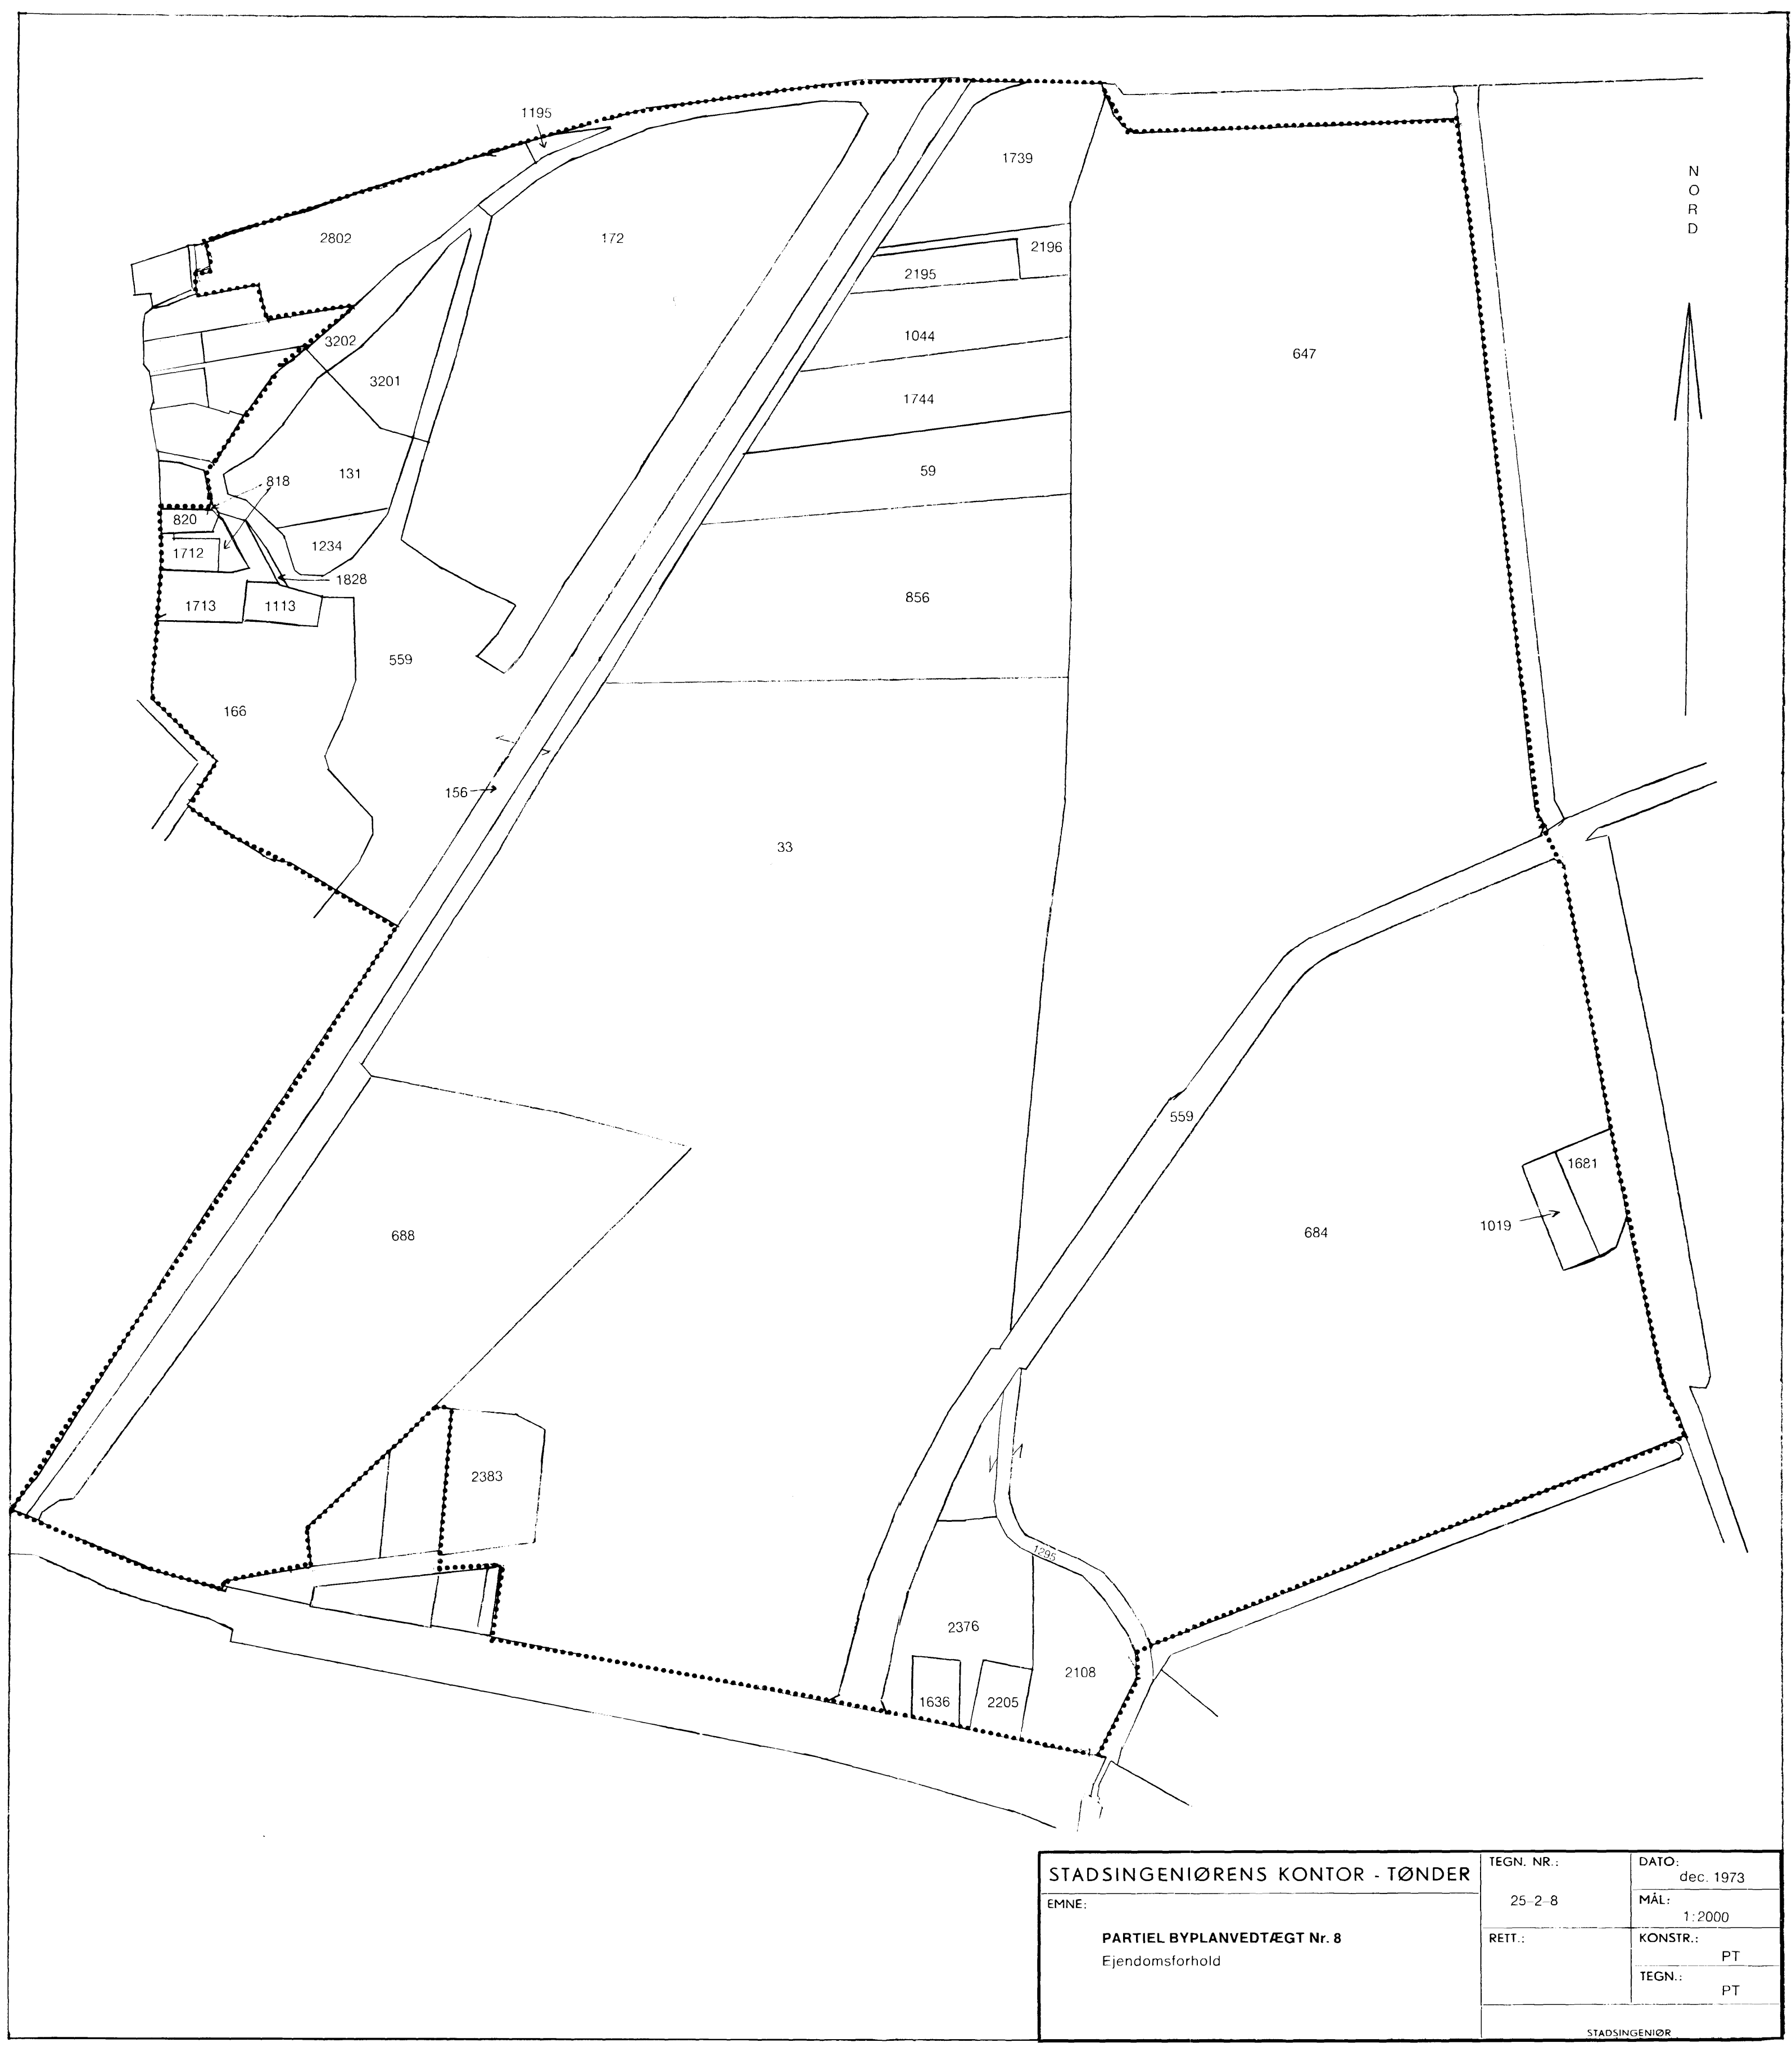 1195
1739
N
O
R
D
2802
172
2196
2195
3202
1044
647
3201
1744
131
59
818
820
1712
1234
1828
1713
1113
856
559
166
156
33
559
1681
1019
684
688
2383
1295
2376
2108
1636
2205
STADSINGENIØRENS KONTOR - TØNDER
EMNE:
PARTIEL BYPLANVEDTÆGT Nr. 8
Ejendomsforhold
TEGN. NR.:
25-2-8
RETT.:
DATO:
dec. 1973
MÅL:
1:2000
KONSTR.:
PT
TEGN.:
PT
STADSINGENIØR